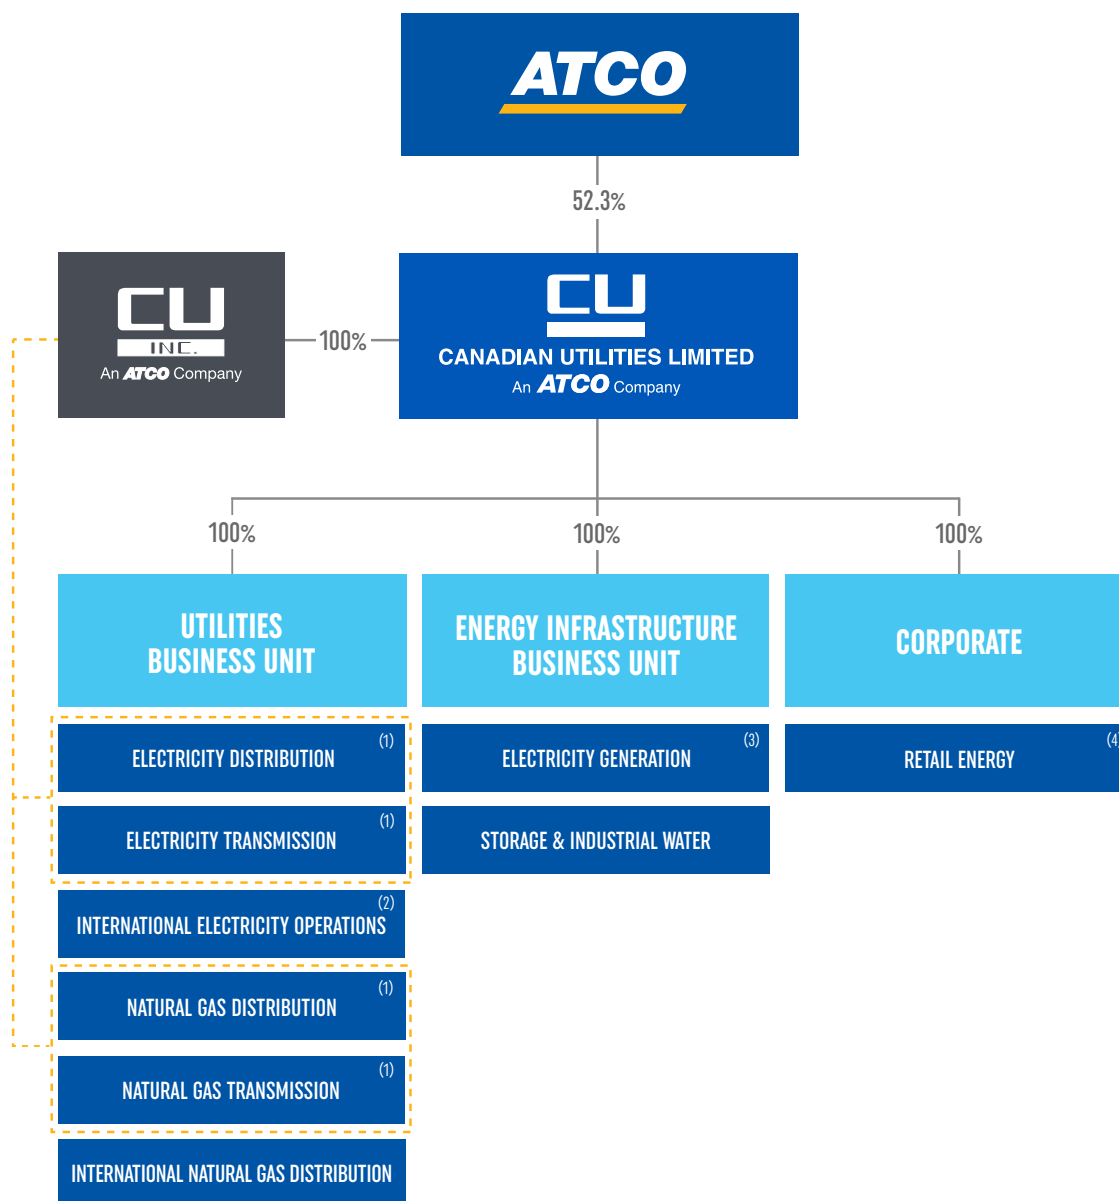 ATCO
52.3%
CU
INC.
An ATCO Company
100%
CU
CANADIAN UTILITIES LIMITED
An ATCO Company
100%
100%
100%
UTILITIES
BUSINESS UNIT
ENERGY INFRASTRUCTURE
BUSINESS UNIT
CORPORATE
ELECTRICITY DISTRIBUTION (1)
ELECTRICITY GENERATION (3)
RETAIL ENERGY (4)
ELECTRICITY TRANSMISSION (1)
STORAGE & INDUSTRIAL WATER
INTERNATIONAL ELECTRICITY OPERATIONS (2)
NATURAL GAS DISTRIBUTION (1)
NATURAL GAS TRANSMISSION (1)
INTERNATIONAL NATURAL GAS DISTRIBUTION